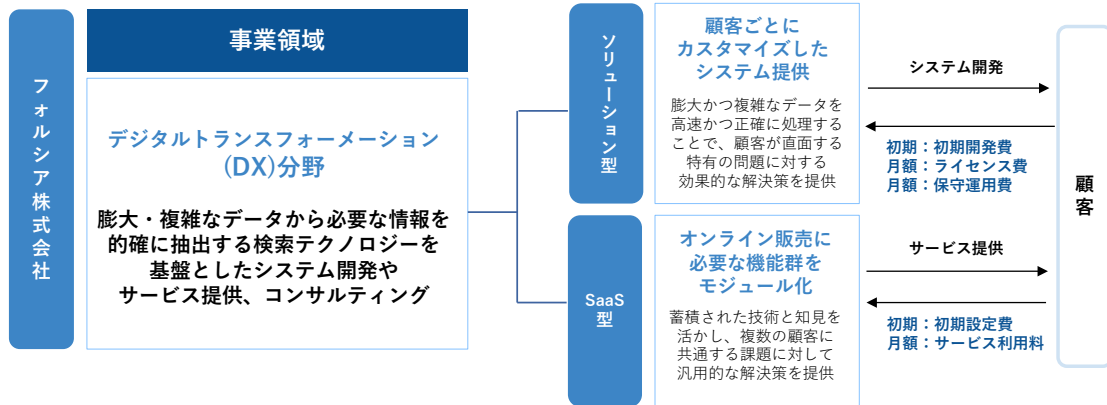 フォルシア株式会社
事業領域
デジタルトランスフォーメーション
(DX)分野
膨大・複雑なデータから必要な情報を
的確に抽出する検索テクノロジーを
基盤としたシステム開発や
サービス提供、コンサルティング
ソリューション型
顧客ごとに
カスタマイズした
システム提供
膨大かつ複雑なデータを
高速かつ正確に処理する
ことで、顧客が直面する
特有の問題に対する
効果的な解決策を提供
システム開発
初期：初期開発費
月額：ライセンス費
月額：保守運用費
SaaS
型
オンライン販売に
必要な機能群を
モジュール化
蓄積された技術と知見を
活かし、複数の顧客に
共通する課題に対して
汎用的な解決策を提供
サービス提供
初期：初期設定費
月額：サービス利用料
顧客